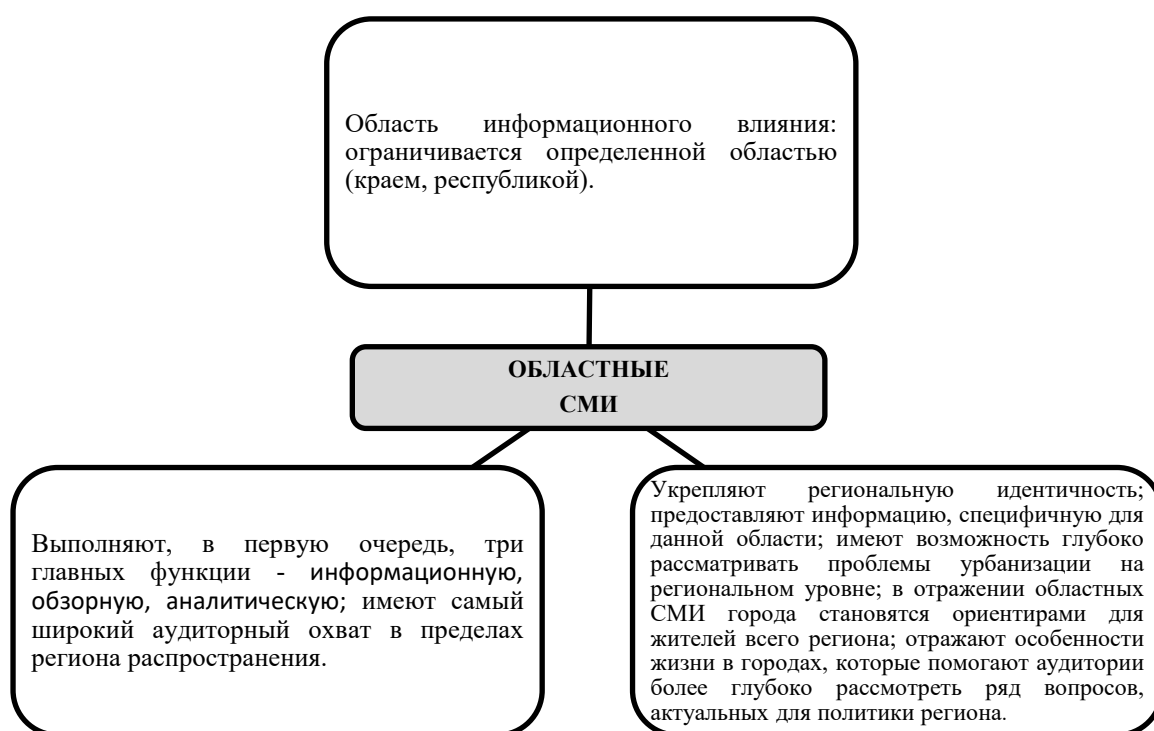 Область информационного влияния:
ограничивается определенной областью
(краем, республикой).
ОБЛАСТНЫЕ
СМИ
Выполняют, в первую очередь, три
главных функции - информационную,
обзорную, аналитическую; имеют самый
широкий аудиторный охват в пределах
региона распространения.
Укрепляют региональную идентичность;
предоставляют информацию, специфичную для
данной области; имеют возможность глубоко
рассматривать проблемы урбанизации на
региональном уровне; в отражении областных
СМИ города становятся ориентирами для
жителей всего региона; отражают особенности
жизни в городах, которые помогают аудитории
более глубоко рассмотреть ряд вопросов,
актуальных для политики региона.